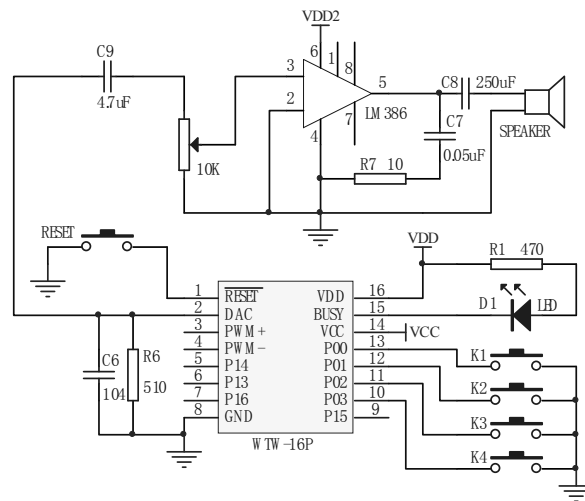 VDD2
C9
4.7uF
10K
3
2
6
1
8
5
4
7
LM386
C8
250uF
C7
0.05uF
R7 10
SPEAKER
RESET
VDD
R1 470
D1
LED
VCC
1
RESET
VDD
16
2
DAC
BUSY
15
3
PWM+
VCC
14
4
PWM-
P00
13
5
P14
P01
12
6
P13
P02
11
7
P16
P03
10
8
GND
P15
9
WTW-16P
C6
104
R6
510
K1
K2
K3
K4